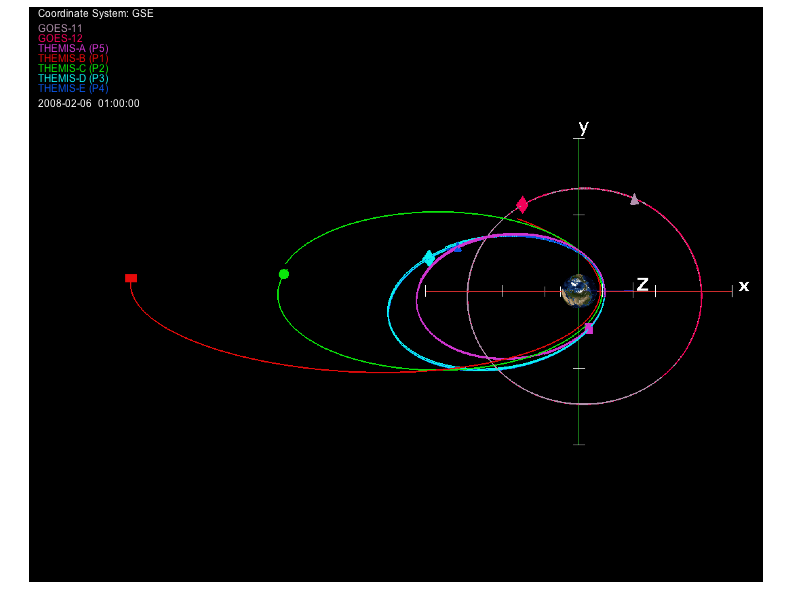 Coordinate System: GSE
GOES-11
GOES-12
THEMIS-A (P5)
THEMIS-B (P1)
THEMIS-C (P2)
THEMIS-D (P3)
THEMIS-E (P4)
2008-02-06 01:00:00
y
Z
x